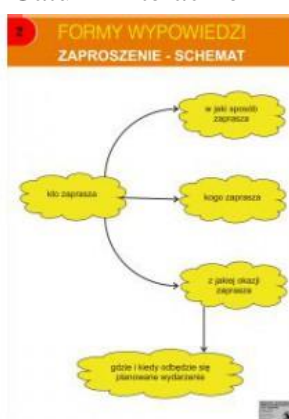 2
FORMY WYPOWIEDZI
ZAPROSZENIE - SCHEMAT
w jaki sposób
zaprasza
kto zaprasza
kogo zaprasza
z jakiej okazji
zaprasza
gdzie i kiedy odbędzie się
planowane wydarzenie